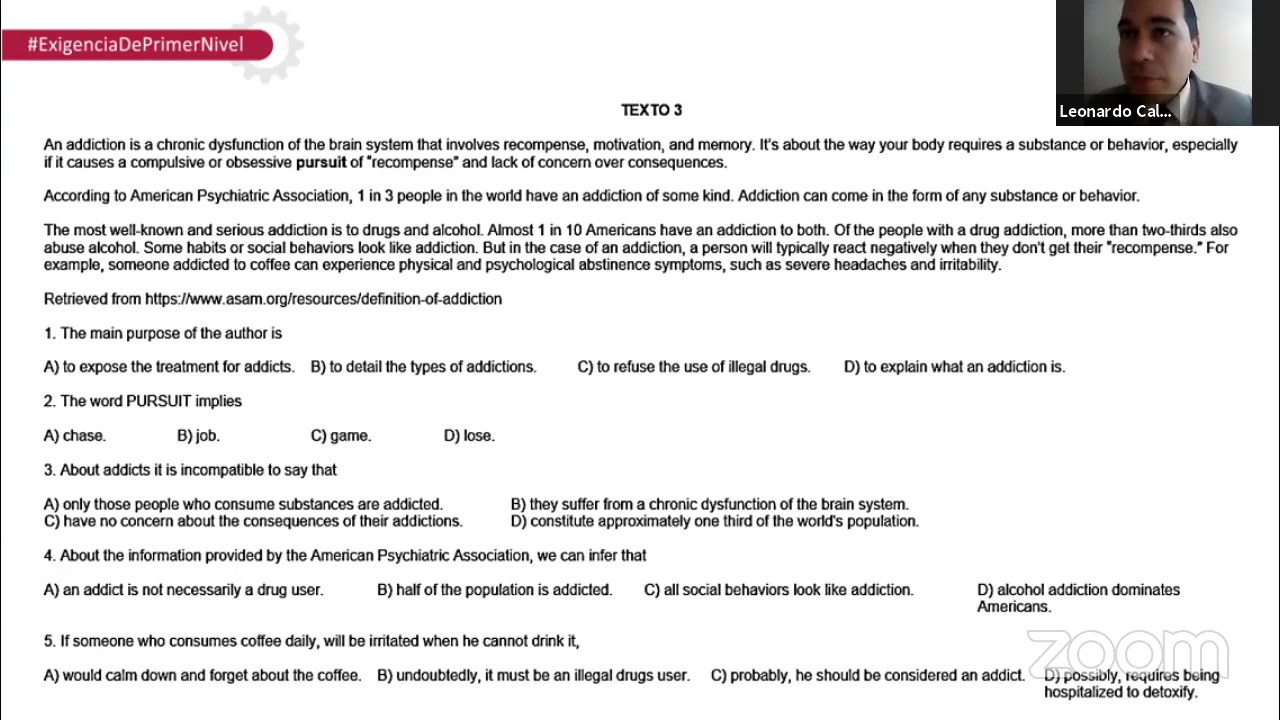 #ExigenciaDePrimerNivel
Leonardo Cal...
TEXTO 3
An addiction is a chronic dysfunction of the brain system that involves recompense, motivation, and memory. It's about the way your body requires a substance or behavior, especially
if it causes a compulsive or obsessive pursuit of “recompense” and lack of concern over consequences.
According to American Psychiatric Association, 1 in 3 people in the world have an addiction of some kind. Addiction can come in the form of any substance or behavior.
The most well-known and serious addiction is to drugs and alcohol. Almost 1 in 10 Americans have an addiction to both. Of the people with a drug addiction, more than two-thirds also
abuse alcohol. Some habits or social behaviors look like addiction. But in the case of an addiction, a person will typically react negatively when they don't get their “recompense.” For
example, someone addicted to coffee can experience physical and psychological abstinence symptoms, such as severe headaches and irritability.
Retrieved from https://www.asam.org/resources/definition-of-addiction
1. The main purpose of the author is
A) to expose the treatment for addicts. B) to detail the types of addictions. C) to refuse the use of illegal drugs. D) to explain what an addiction is.
2. The word PURSUIT implies
A) chase. B) job. C) game. D) lose.
3. About addicts it is incompatible to say that
A) only those people who consume substances are addicted. B) they suffer from a chronic dysfunction of the brain system.
C) have no concern about the consequences of their addictions. D) constitute approximately one third of the world's population.
4. About the information provided by the American Psychiatric Association, we can infer that
A) an addict is not necessarily a drug user. B) half of the population is addicted. C) all social behaviors look like addiction. D) alcohol addiction dominates
Americans.
5. If someone who consumes coffee daily, will be irritated when he cannot drink it,
A) would calm down and forget about the coffee. B) undoubtedly, it must be an illegal drugs user. C) probably, he should be considered an addict. D) possibly, requires being
hospitalized to detoxify.
zoom